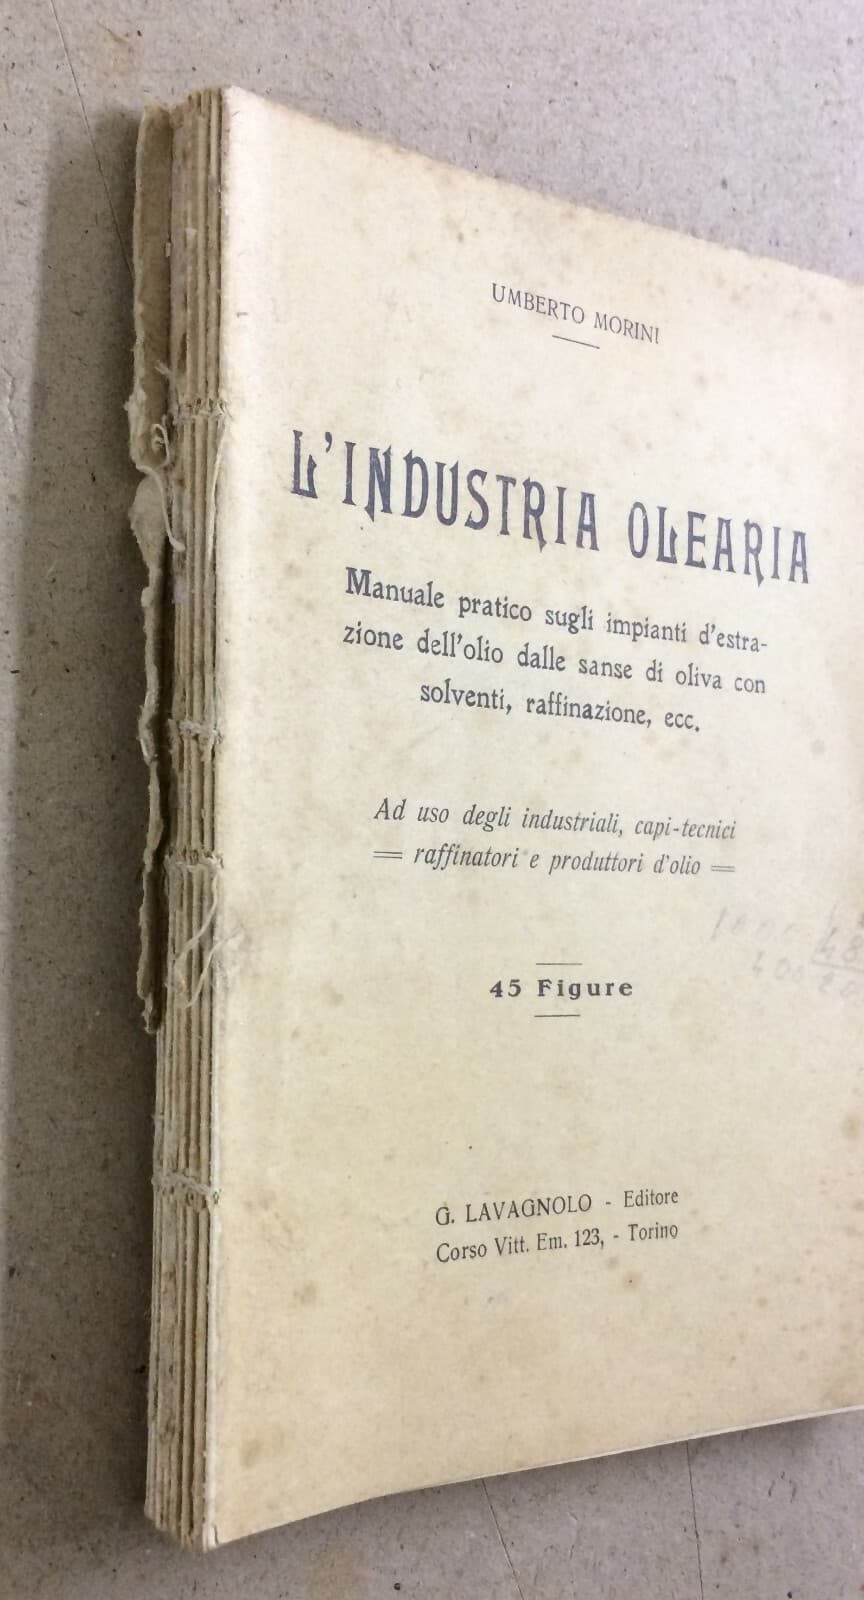 UMBERTO MORINI
L'INDUSTRIA OLEARIA
Manuale pratico sugli impianti d'estra-
zione dell'olio dalle sanse di oliva con
solventi, raffinazione, ecc.
Ad uso degli industriali, capi-tecnici
raffinatori e produttori d'olio
45 Figure
G. LAVAGNOLO - Editore
Corso Vitt. Em. 123, - Torino